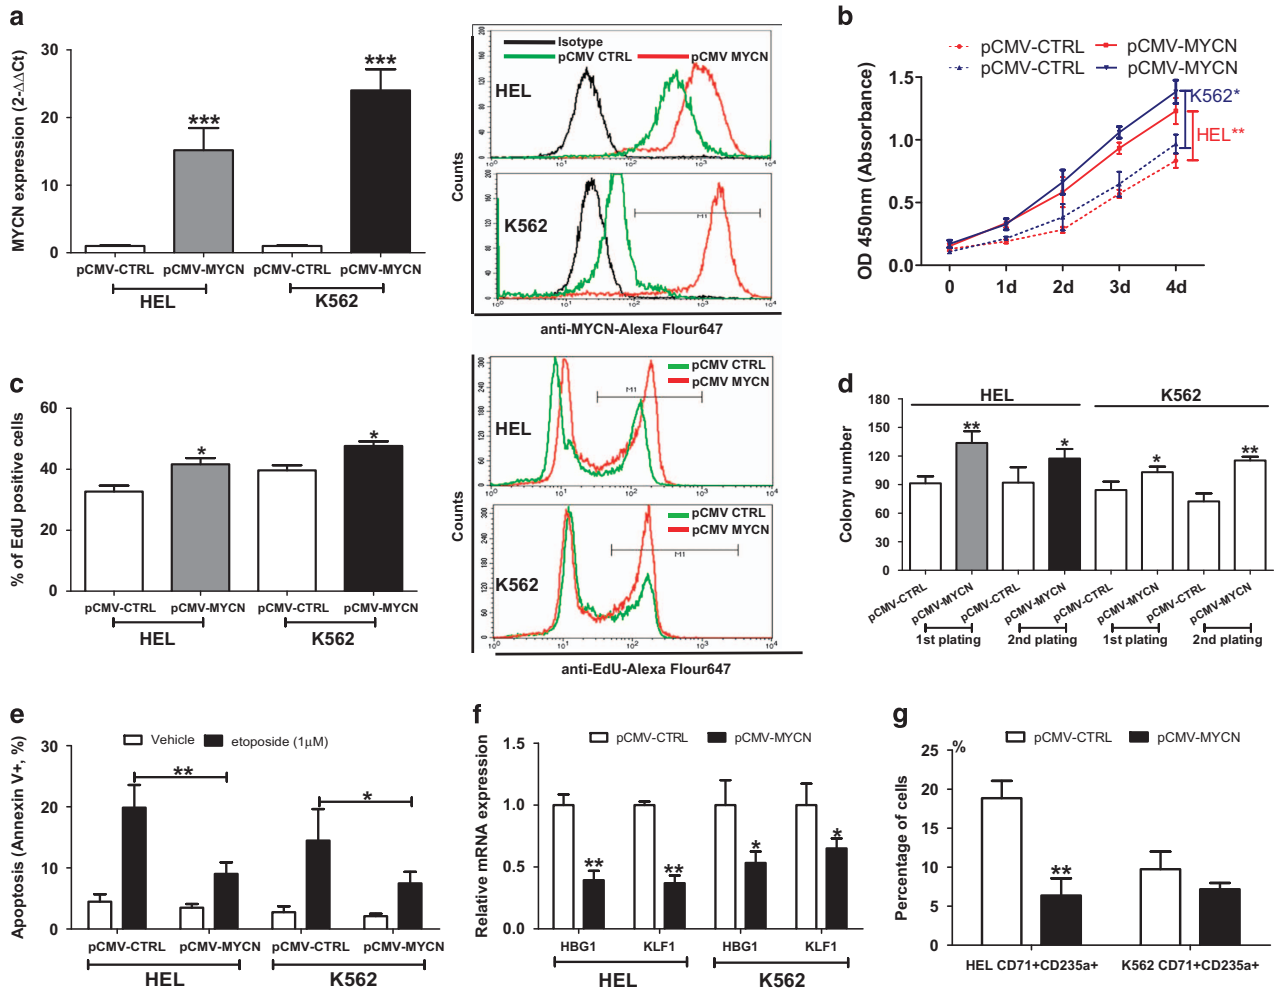 a
MYCN expression (2-ΔΔCt)
30
20
10
0
***
***
pCMV-CTRL pCMV-MYCN pCMV-CTRL pCMV-MYCN
HEL K562
Isotype
pCMV CTRL pCMV MYCN
HEL
K562
M1
Counts
anti-MYCN-Alexa Flour647
b
pCMV-CTRL pCMV-MYCN
pCMV-CTRL pCMV-MYCN
OD 450nm (Absorbance)
1.5
1.0
0.5
0.0
K562*
HEL**
0 1d 2d 3d 4d
c
% of EdU positive cells
60
40
20
0
* *
pCMV-CTRL pCMV-MYCN pCMV-CTRL pCMV-MYCN
HEL K562
pCMV CTRL
pCMV MYCN
M1
HEL
pCMV CTRL
pCMV MYCN
M1
K562
Counts
anti-EdU-Alexa Flour647
d
HEL K562
Colony number
180
150
120
90
60
30
0
** * * **
pCMV-CTRL pCMV-MYCN pCMV-CTRL pCMV-MYCN pCMV-CTRL pCMV-MYCN pCMV-CTRL pCMV-MYCN
1st plating 2nd plating 1st plating 2nd plating
e
Vehicle etoposide (1μM)
Apoptosis (Annexin V+, %)
30
20
10
0
** *
pCMV-CTRL pCMV-MYCN pCMV-CTRL pCMV-MYCN
HEL K562
f
pCMV-CTRL pCMV-MYCN
Relative mRNA expression
1.5
1.0
0.5
0.0
** ** * *
HBG1 KLF1 HBG1 KLF1
HEL K562
g
pCMV-CTRL pCMV-MYCN
%
Percentage of cells
25
20
15
10
5
0
**
HEL CD71+CD235a+ K562 CD71+CD235a+